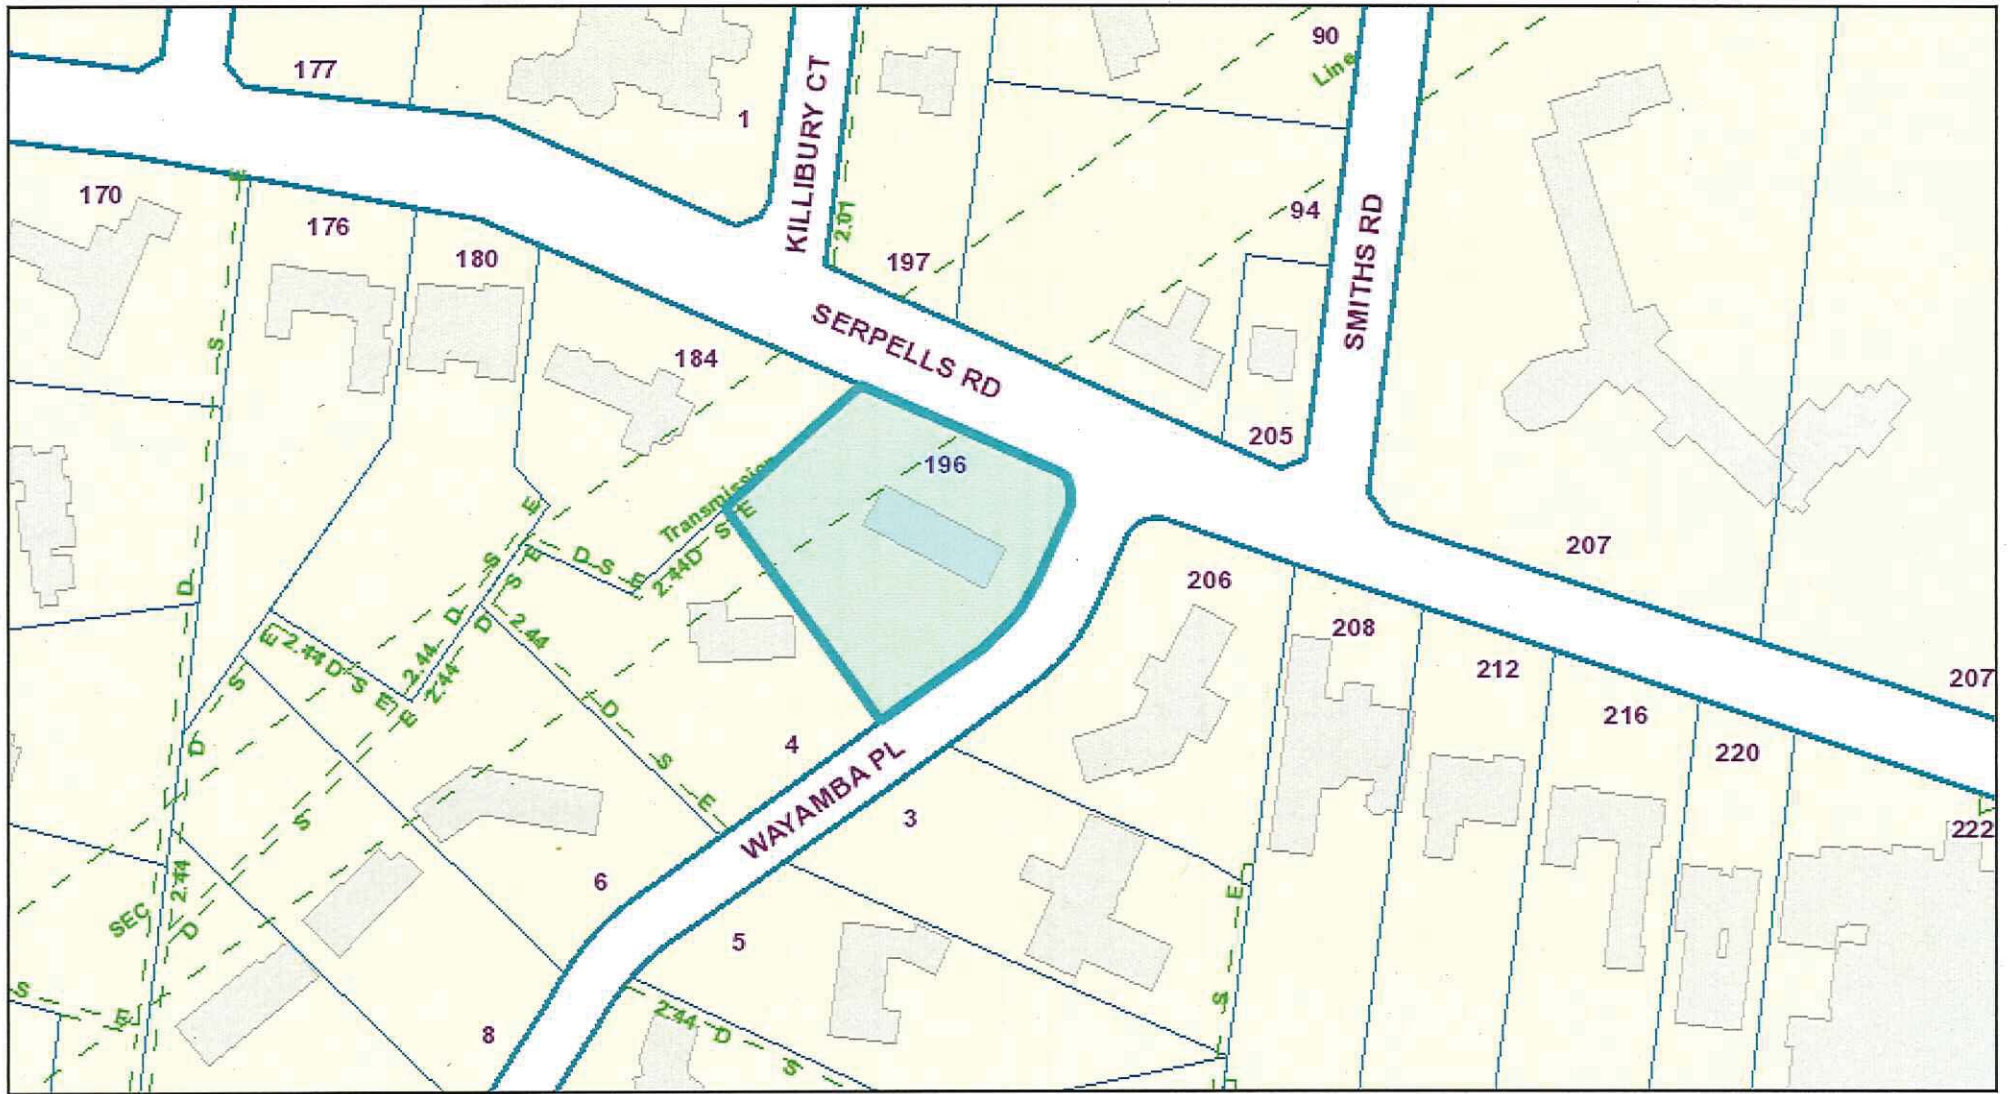 90
Line
177
1
KILLIBURY CT
170
E
176
2.01
94
SMITHS RD
180
197
SERPELLS RD
S
184
205
196
Transmission
E
S E
207
D S E
2.44 D
S
E
S
D
206
D
D
2.44
208
E 2.44 D S E
2.44
2.44
E
S
212
207
D
216
D
4
S
220
WAYAMBA PL
E
S
3
222
6
2.44
E
SEC
D
5
S
E
S
2.44 D S
8